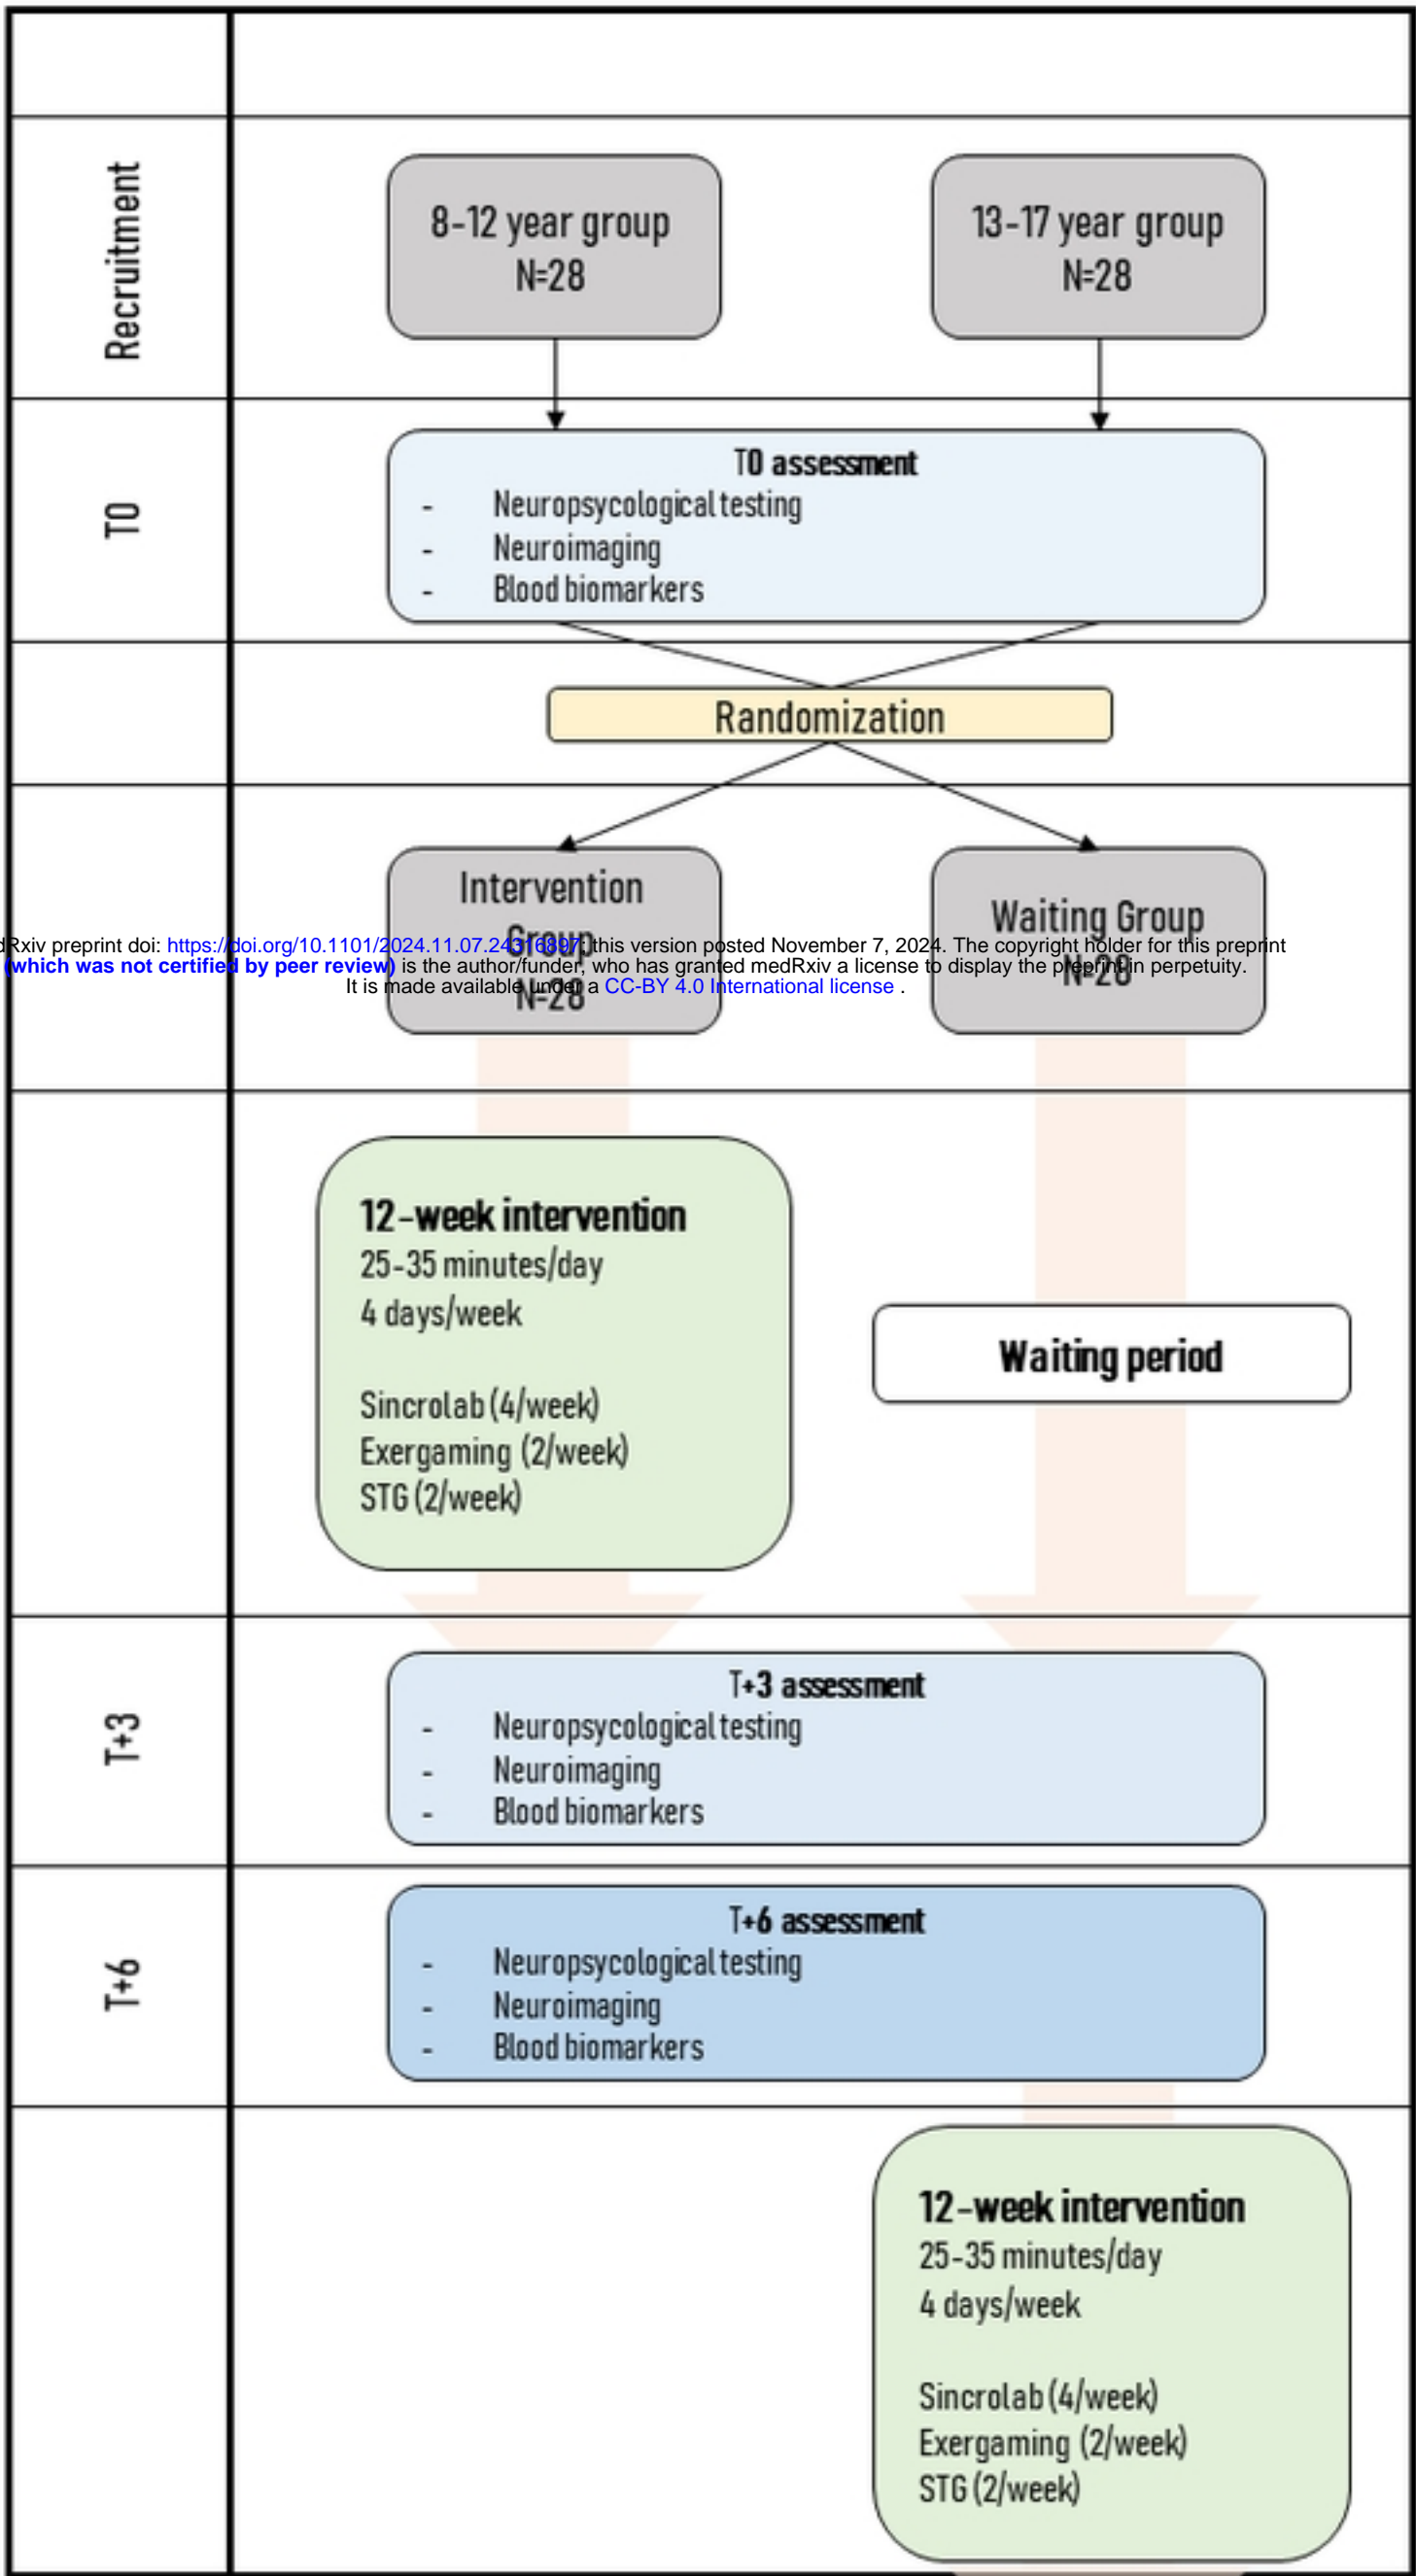 Recruitment
8-12 year group
N=28
13-17 year group
N=28
T0
T0 assessment
- Neuropsycological testing
- Neuroimaging
- Blood biomarkers
Randomization
Intervention
Group
N=28
Waiting Group
N=28
dRxiv preprint doi: https://doi.org/10.1101/2024.11.07.24316897; this version posted November 7, 2024. The copyright holder for this preprint
(which was not certified by peer review) is the author/funder, who has granted medRxiv a license to display the preprint in perpetuity.
It is made available under a CC-BY 4.0 International license .
12-week intervention
25-35 minutes/day
4 days/week
Sincrolab (4/week)
Exergaming (2/week)
STG (2/week)
Waiting period
T+3
T+3 assessment
- Neuropsycological testing
- Neuroimaging
- Blood biomarkers
T+6
T+6 assessment
- Neuropsycological testing
- Neuroimaging
- Blood biomarkers
12-week intervention
25-35 minutes/day
4 days/week
Sincrolab (4/week)
Exergaming (2/week)
STG (2/week)